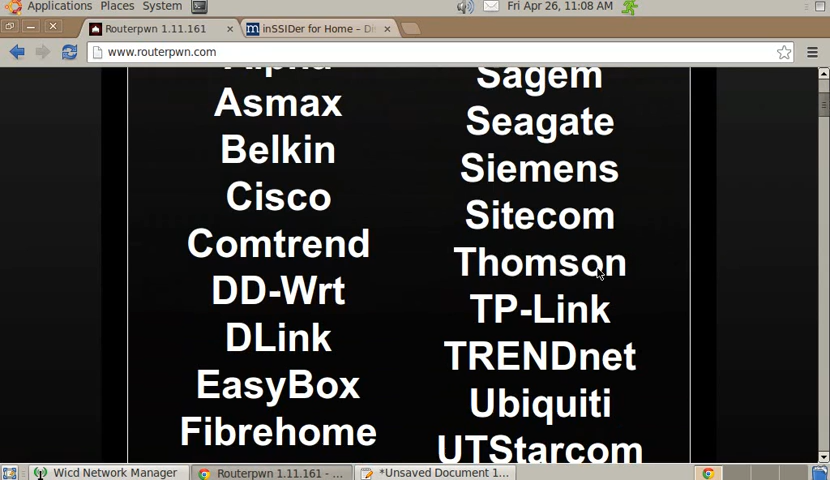 Applications Places System
Fri Apr 26, 11:08 AM
Routerpwn 1.11.161
inSSIDer for Home – Di
www.routerpwn.com
Alpha
Asmax
Belkin
Cisco
Comtrend
DD-Wrt
DLink
EasyBox
Fibrehome
Sagem
Seagate
Siemens
Sitecom
Thomson
TP-Link
TRENDnet
Ubiquiti
UTStarcom
Wicd Network Manager
Routerpwn 1.11.161 - ...
*Unsaved Document 1...